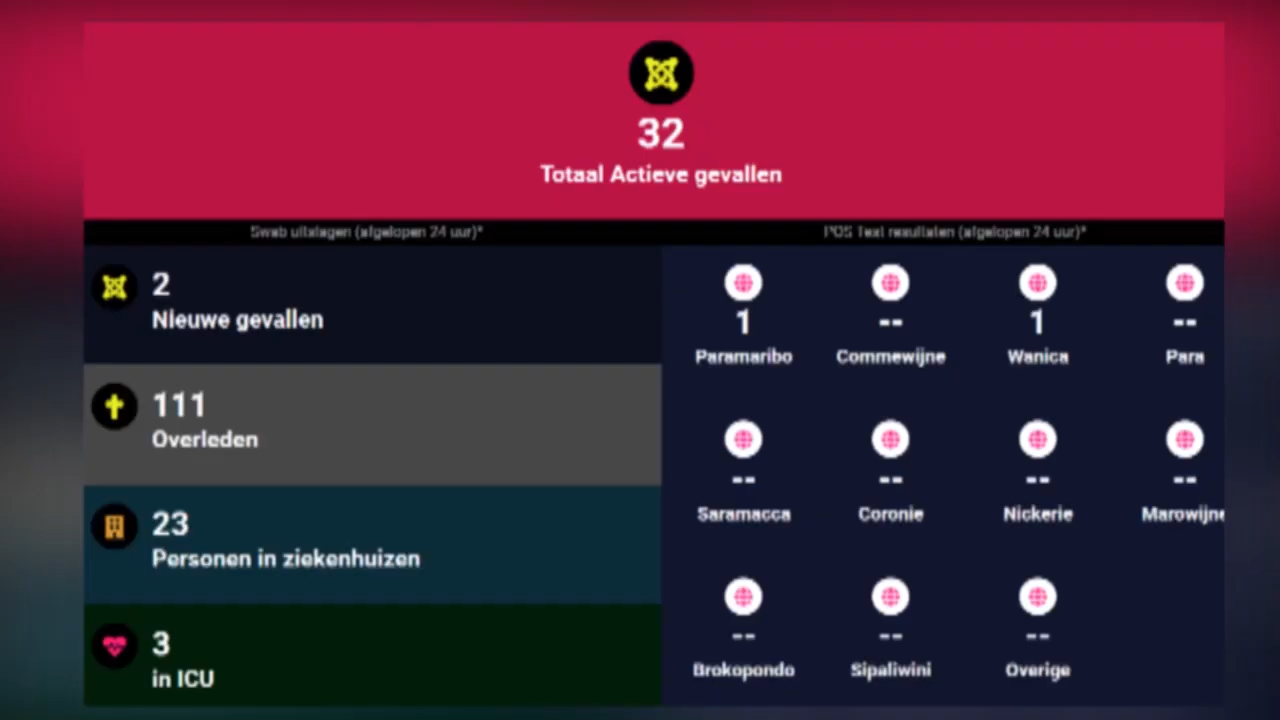 32
Totaal Actieve gevallen
Swab uitslagen (afgelopen 24 uur)*
POS Test resultaten (afgelopen 24 uur)*
2
Nieuwe gevallen
111
Overleden
23
Personen in ziekenhuizen
3
in ICU
1 -- 1 --
Paramaribo Commewijne Wanica Para
-- -- -- --
Saramacca Coronie Nickerie Marowijne
-- -- --
Brokopondo Sipaliwini Overige